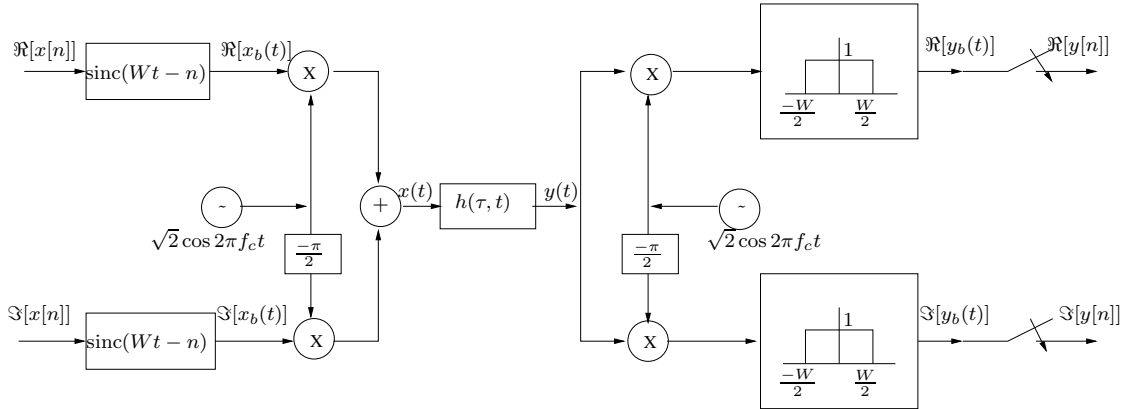 ℜ[x[n]]
sinc(Wt − n)
ℜ[x_b(t)]
X
X
1
−W/2
W/2
ℜ[y_b(t)]
ℜ[y[n]]
~
√2 cos 2πf_c t
−π/2
+
x(t)
h(τ, t)
y(t)
~
√2 cos 2πf_c t
−π/2
ℑ[x[n]]
sinc(Wt − n)
ℑ[x_b(t)]
X
X
1
−W/2
W/2
ℑ[y_b(t)]
ℑ[y[n]]